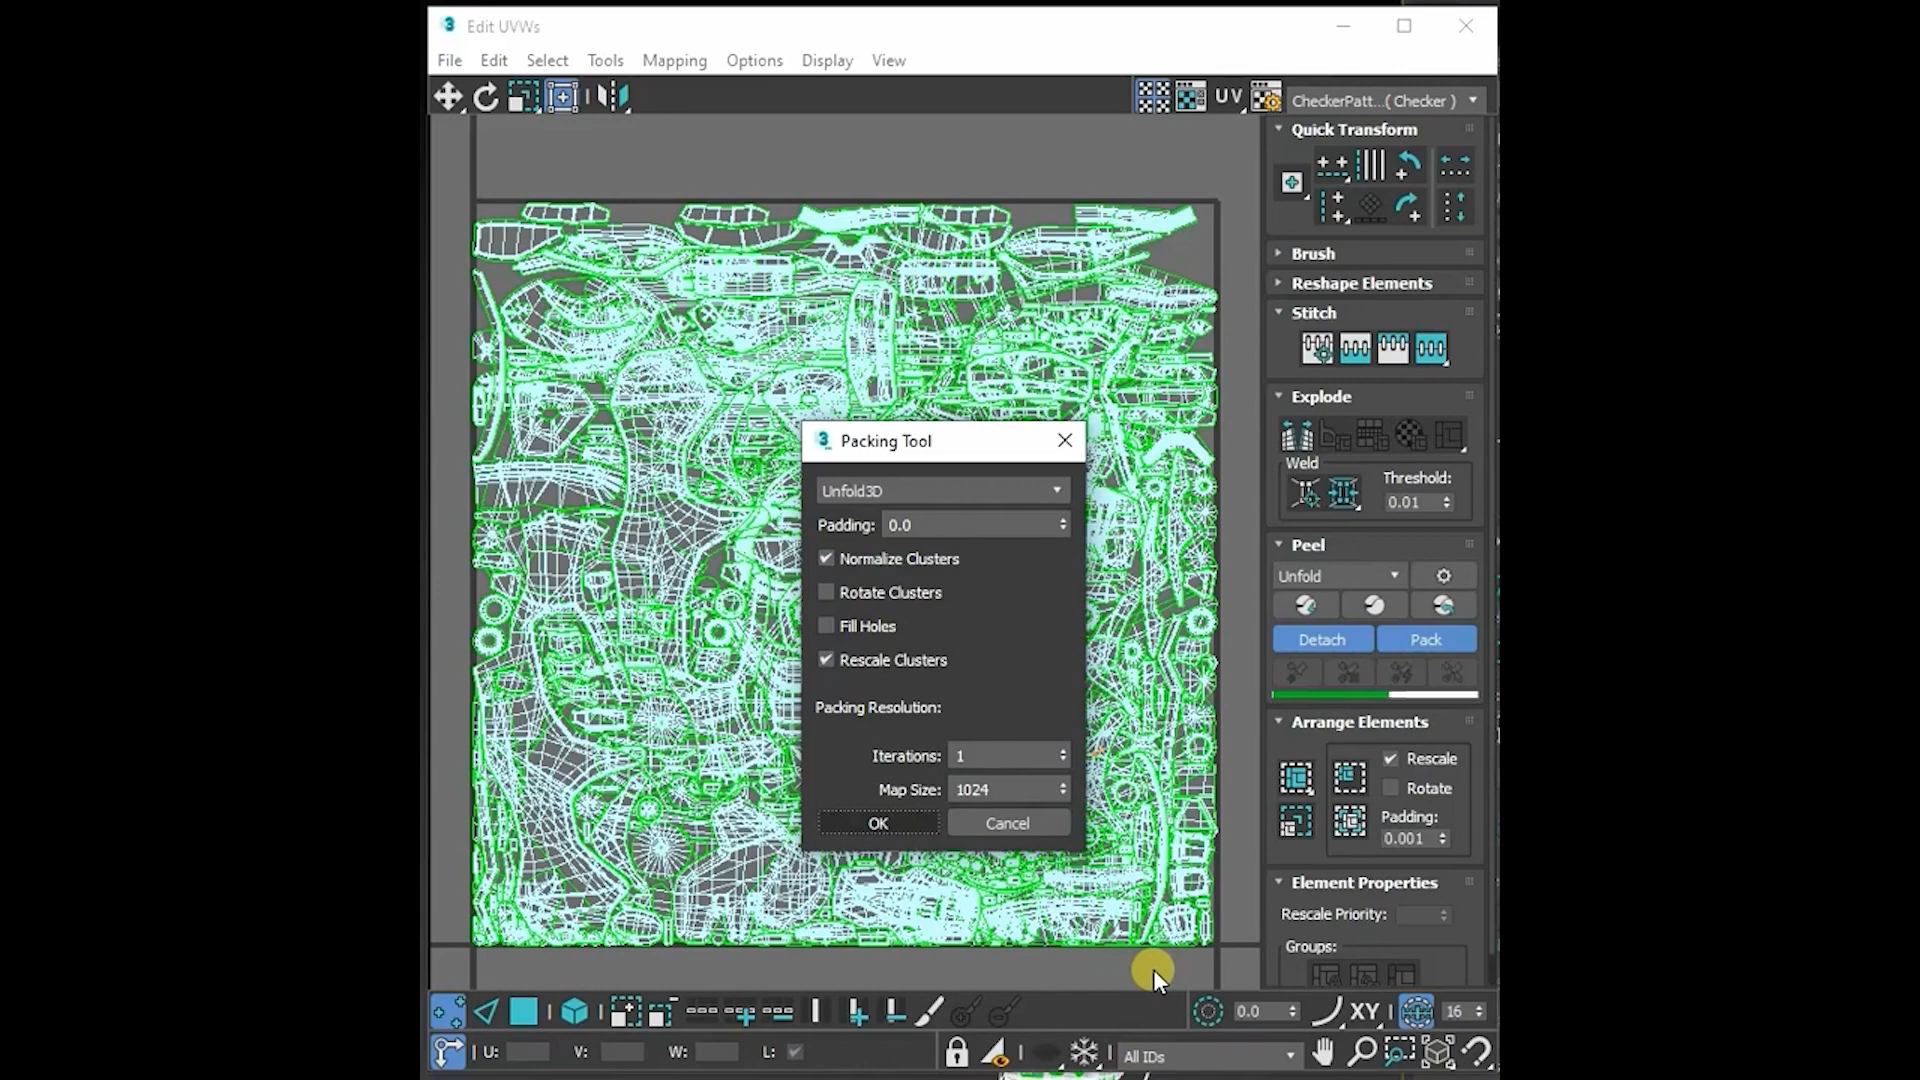 Edit UVWs
File Edit Select Tools Mapping Options Display View
UV CheckerPatt...( Checker )
Quick Transform
Brush
Reshape Elements
Stitch
Explode
Weld
Threshold:
0.01
Peel
Unfold
Detach Pack
Arrange Elements
Rescale
Rotate
Padding:
0.001
Element Properties
Rescale Priority:
Groups:
Packing Tool
Unfold3D
Padding: 0.0
Normalize Clusters
Rotate Clusters
Fill Holes
Rescale Clusters
Packing Resolution:
Iterations: 1
Map Size: 1024
OK Cancel
0.0 XY 16
U: V: W: L: All IDs